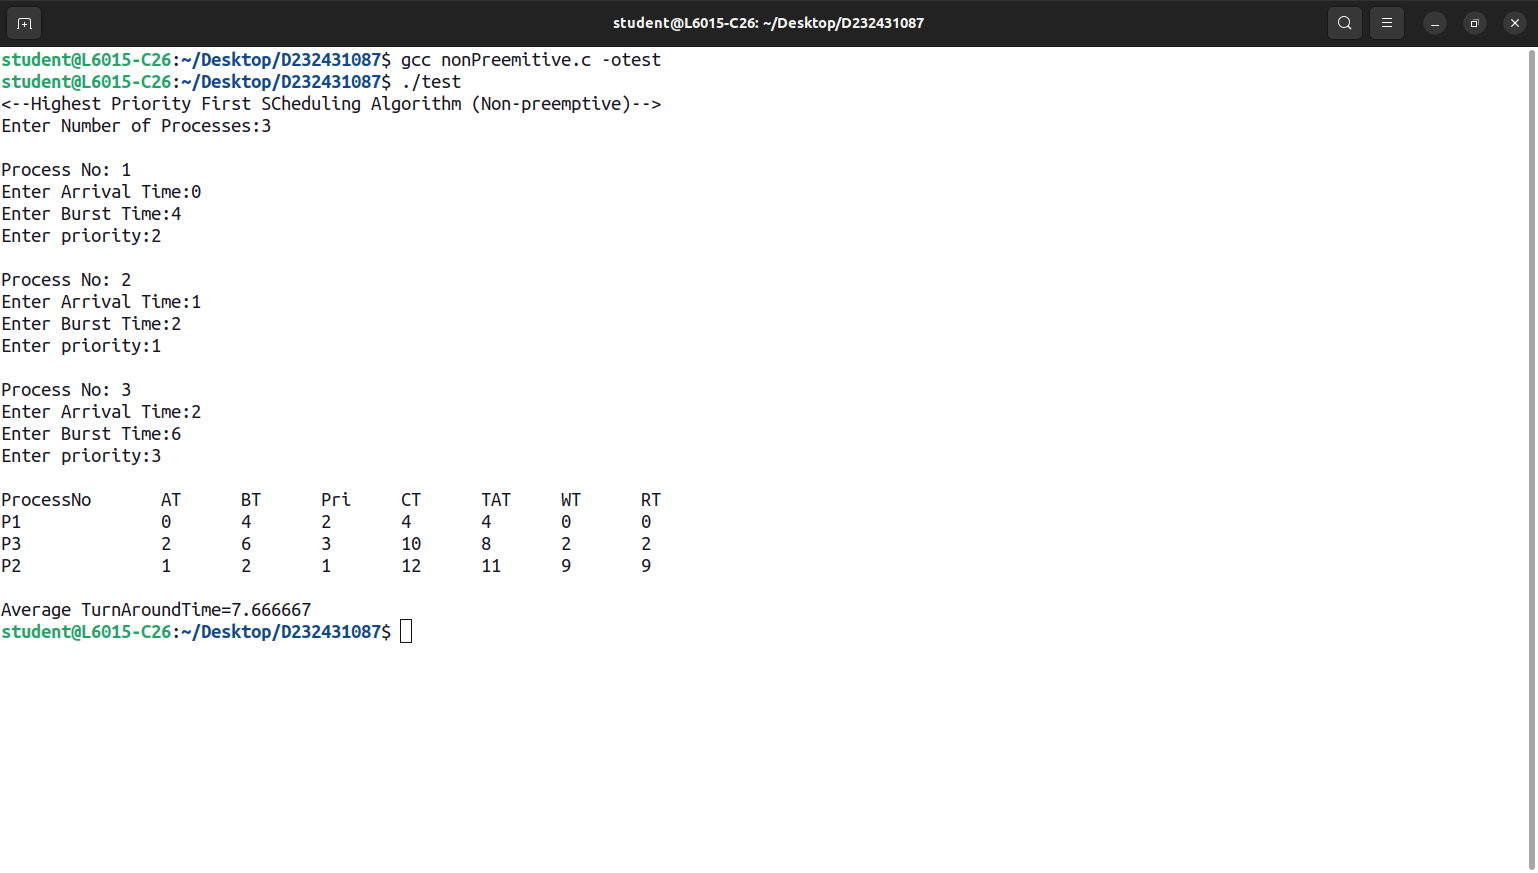 student@L6015-C26: ~/Desktop/D232431087
student@L6015-C26:~/Desktop/D232431087$ gcc nonPreemitive.c -otest
student@L6015-C26:~/Desktop/D232431087$ ./test
<--Highest Priority First SCheduling Algorithm (Non-preemptive)-->
Enter Number of Processes:3
Process No: 1
Enter Arrival Time:0
Enter Burst Time:4
Enter priority:2
Process No: 2
Enter Arrival Time:1
Enter Burst Time:2
Enter priority:1
Process No: 3
Enter Arrival Time:2
Enter Burst Time:6
Enter priority:3
ProcessNo AT BT Pri CT TAT WT RT
P1 0 4 2 4 4 0 0
P3 2 6 3 10 8 2 2
P2 1 2 1 12 11 9 9
Average TurnAroundTime=7.666667
student@L6015-C26:~/Desktop/D232431087$